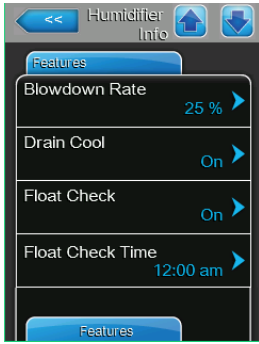 << Humidifier
Info
Features
Blowdown Rate
25 %
Drain Cool
On
Float Check
On
Float Check Time
12:00 am
Features